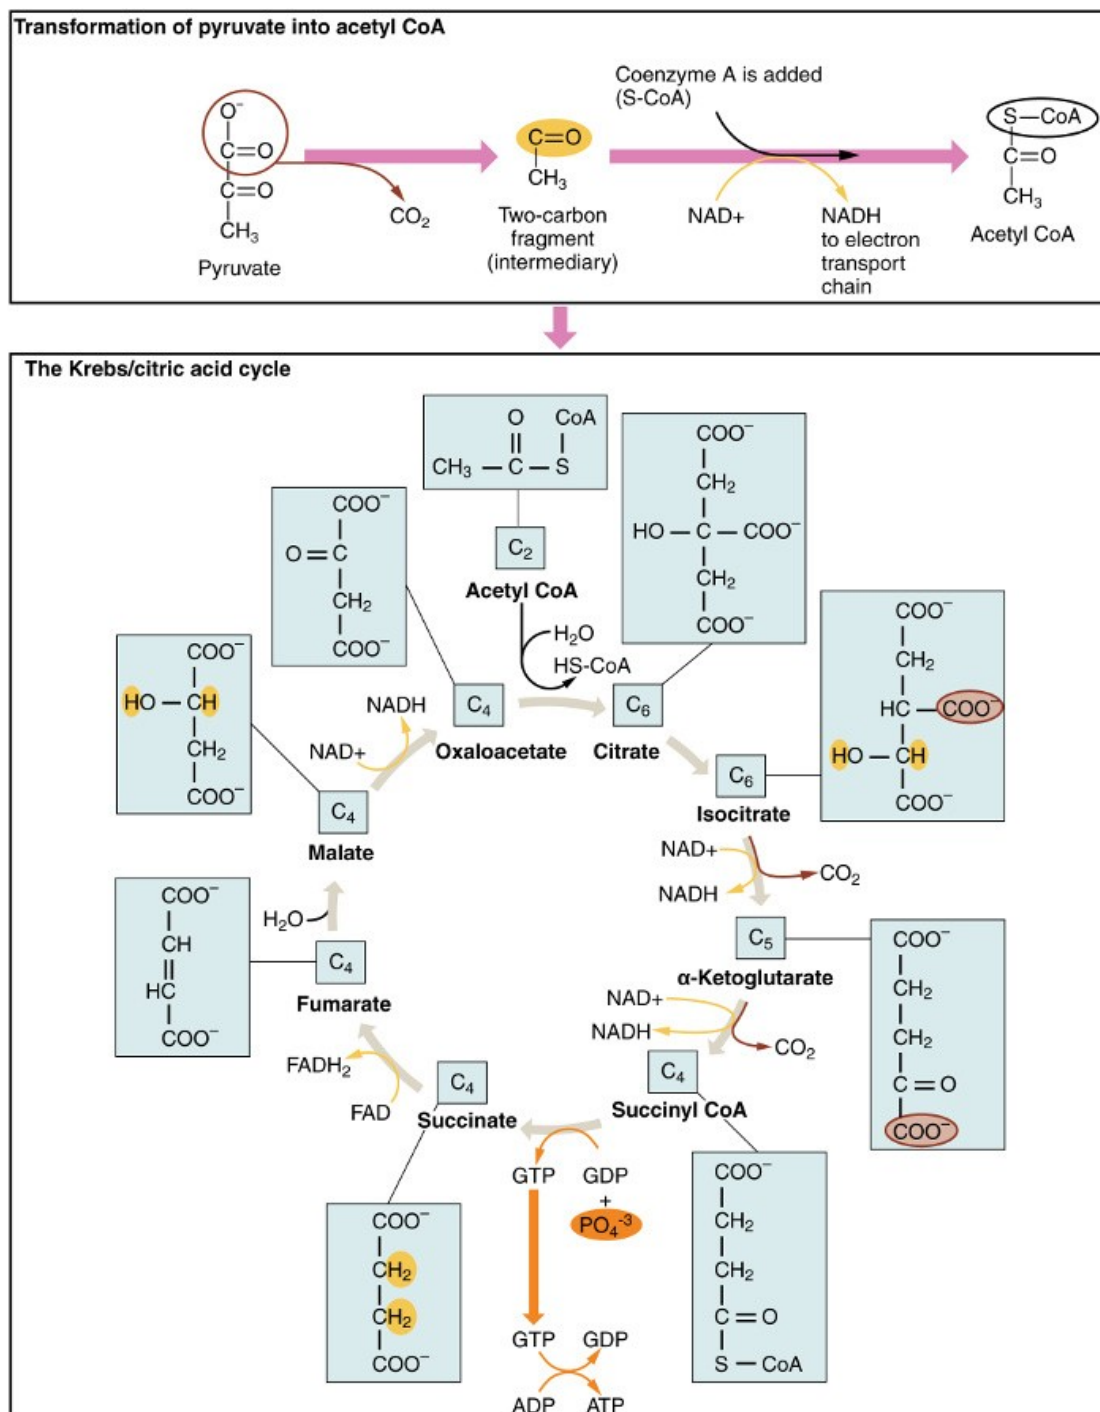 Transformation of pyruvate into acetyl CoA
Coenzyme A is added
(S-CoA)
O⁻
C=O
C=O
CH₃
Pyruvate
CO₂
C=O
CH₃
Two-carbon
fragment
(intermediary)
NAD+
NADH
to electron
transport
chain
S—CoA
C=O
CH₃
Acetyl CoA
The Krebs/citric acid cycle
O CoA
CH₃ — C — S
C₂
Acetyl CoA
H₂O
HS-CoA
COO⁻
O=C
CH₂
COO⁻
C₄
Oxaloacetate
COO⁻
CH₂
HO — C — COO⁻
CH₂
COO⁻
C₆
Citrate
COO⁻
CH₂
HC — COO⁻
HO — CH
COO⁻
C₆
Isocitrate
NAD+
NADH
CO₂
COO⁻
CH₂
CH₂
C=O
COO⁻
C₅
α-Ketoglutarate
NAD+
NADH
CO₂
C₄
Succinyl CoA
COO⁻
CH₂
CH₂
C=O
S — CoA
GTP GDP
+
PO₄⁻³
GTP GDP
ADP ATP
C₄
Succinate
COO⁻
CH₂
CH₂
COO⁻
FADH₂
FAD
C₄
Fumarate
COO⁻
CH
HC
COO⁻
H₂O
C₄
Malate
COO⁻
HO — CH
CH₂
COO⁻
NAD+
NADH